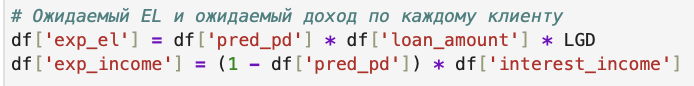 # Ожидаемый EL и ожидаемый доход по каждому клиенту
df['exp_el'] = df['pred_pd'] * df['loan_amount'] * LGD
df['exp_income'] = (1 - df['pred_pd']) * df['interest_income']